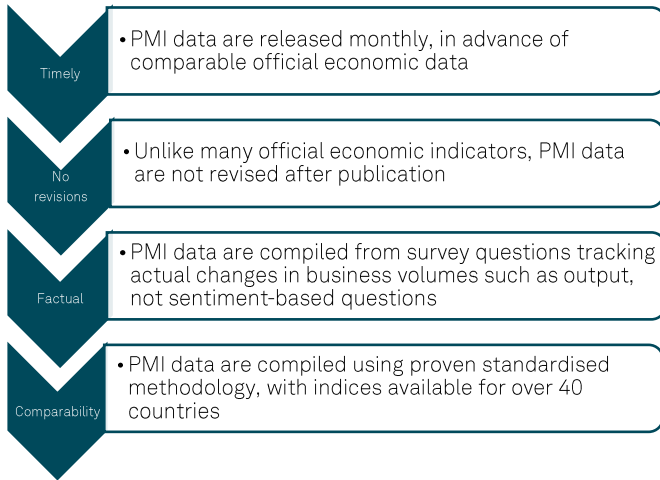 Timely
• PMI data are released monthly, in advance of
comparable official economic data
No
revisions
• Unlike many official economic indicators, PMI data
are not revised after publication
Factual
• PMI data are compiled from survey questions tracking
actual changes in business volumes such as output,
not sentiment-based questions
Comparability
• PMI data are compiled using proven standardised
methodology, with indices available for over 40
countries